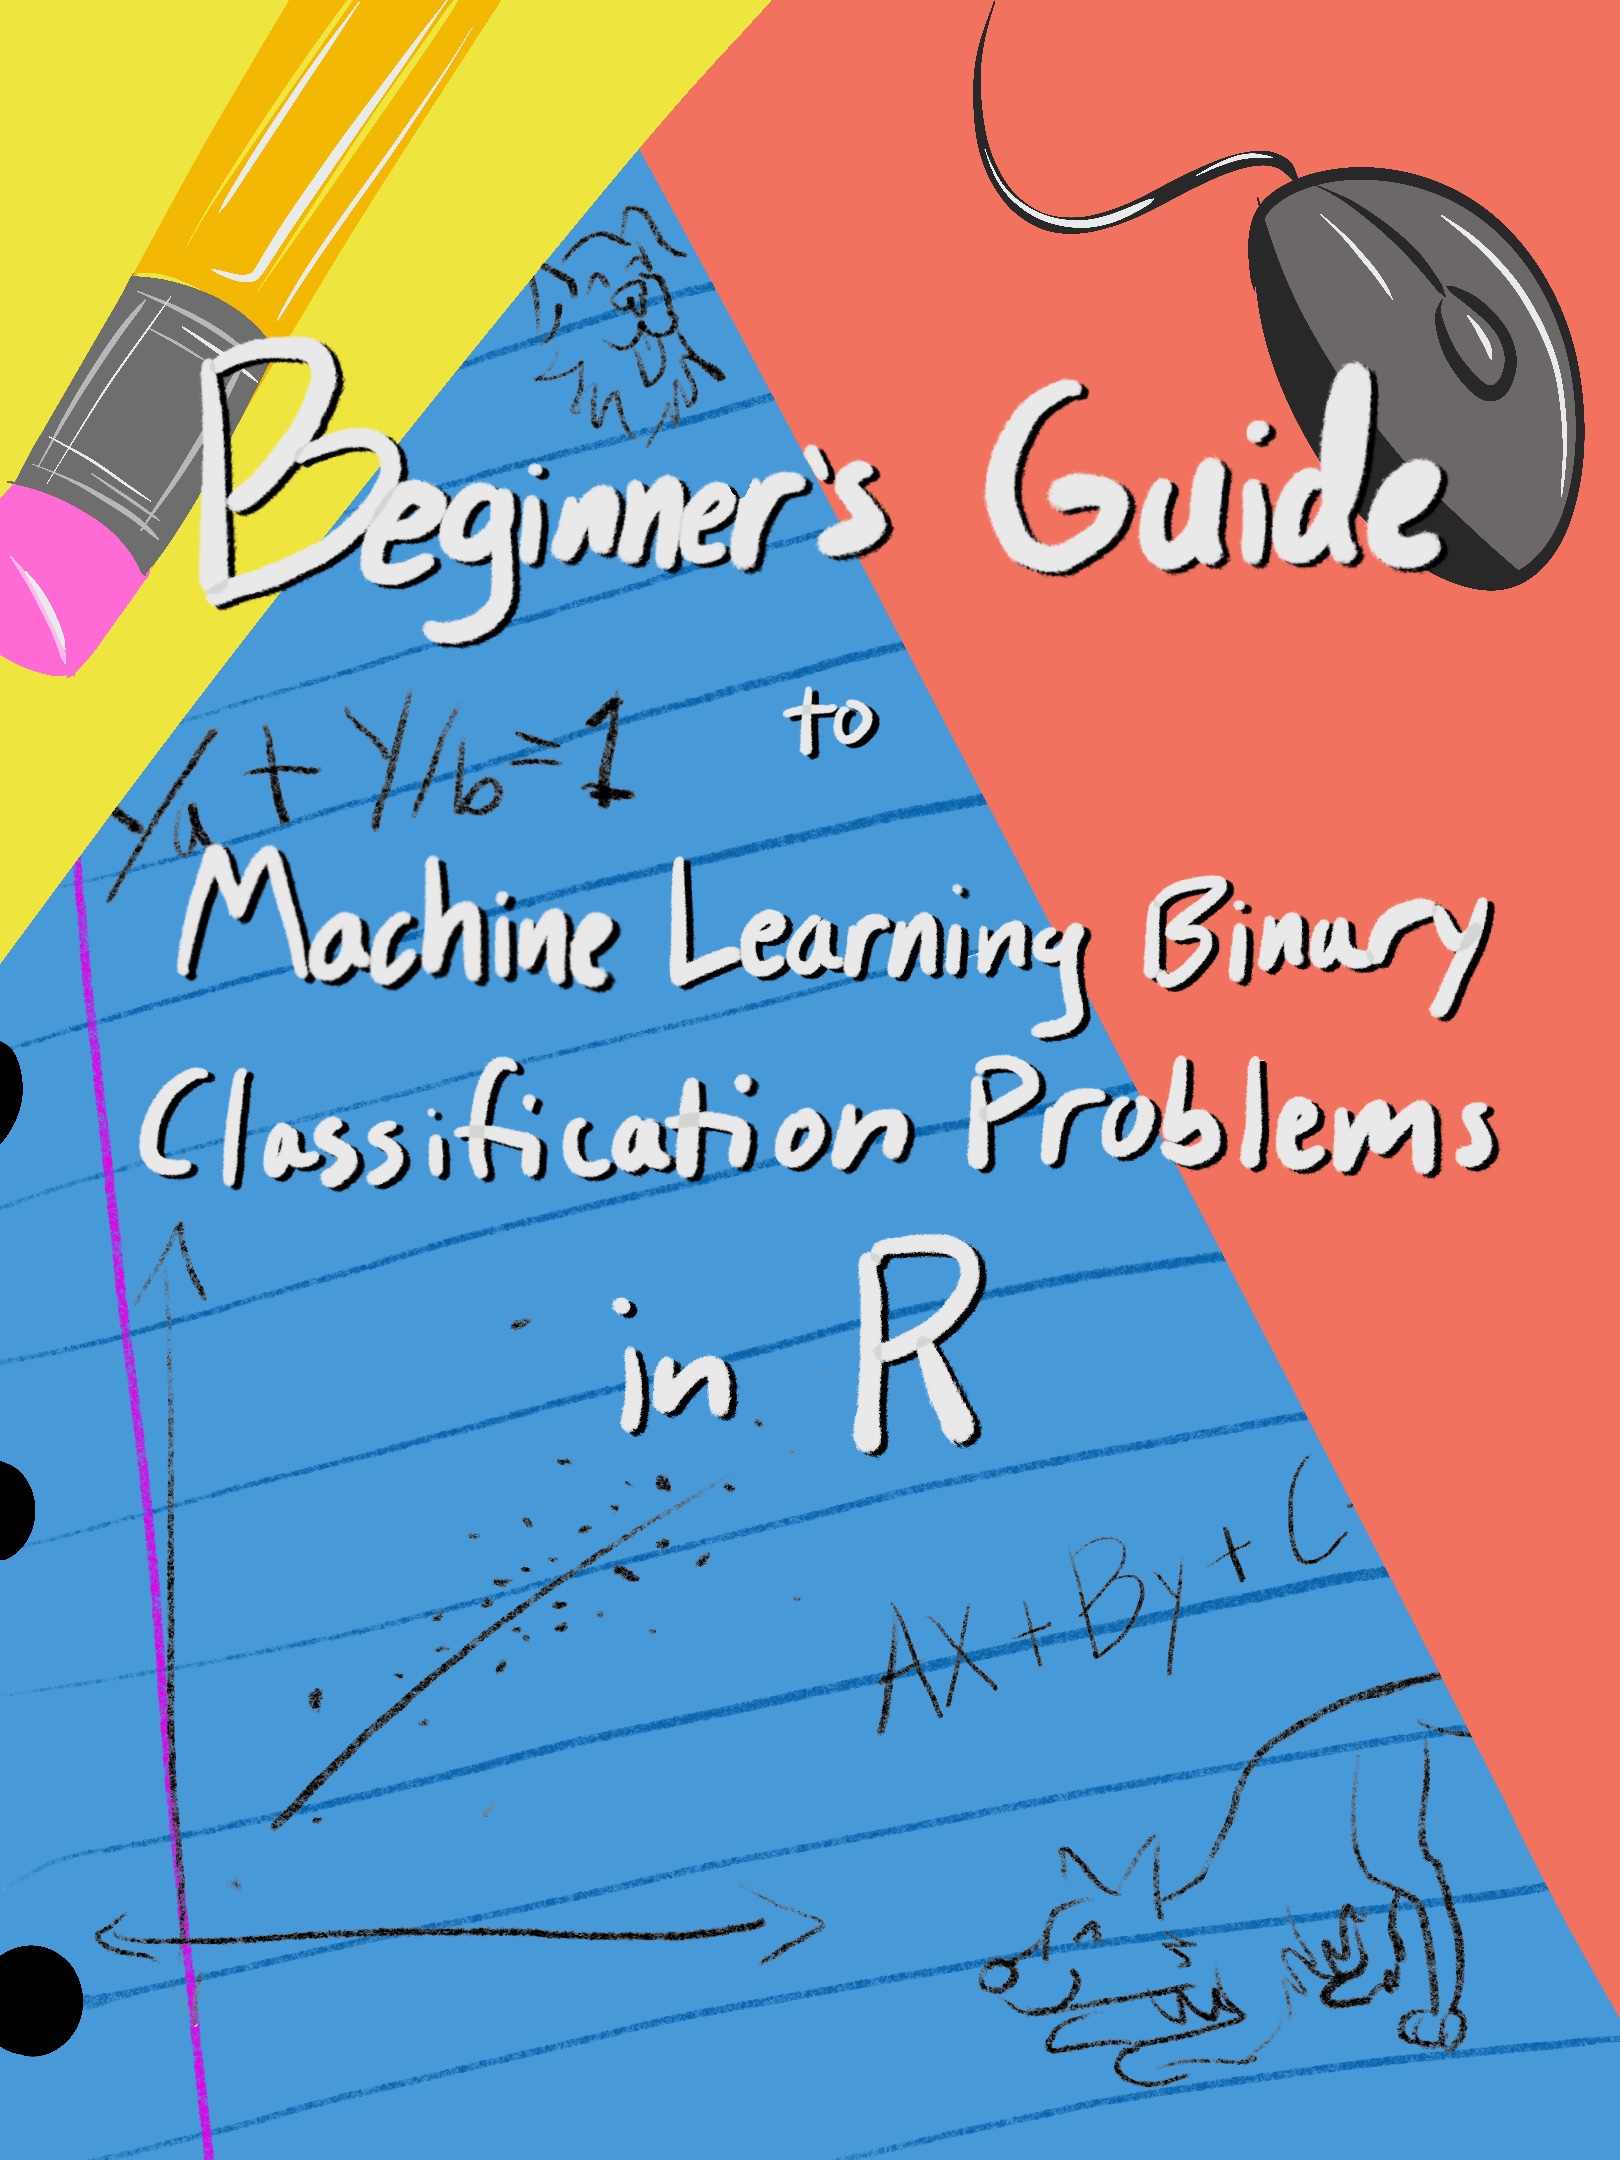 Beginner's Guide
to
Y/a + Y/b = 1
Machine Learning Binary
Classification Problems
in R
AX + By + C